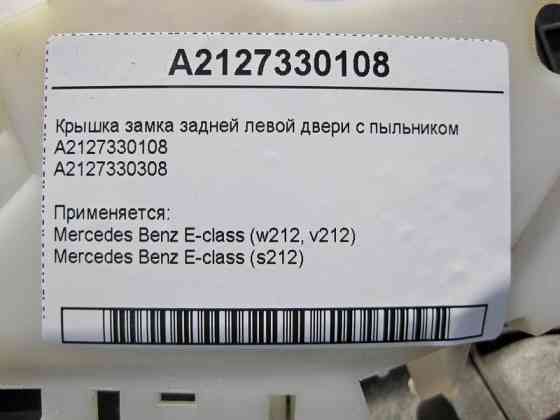 A2127330108
Крышка замка задней левой двери с пыльником
A2127330108
A2127330308
Применяется:
Mercedes Benz E-class (w212, v212)
Mercedes Benz E-class (s212)